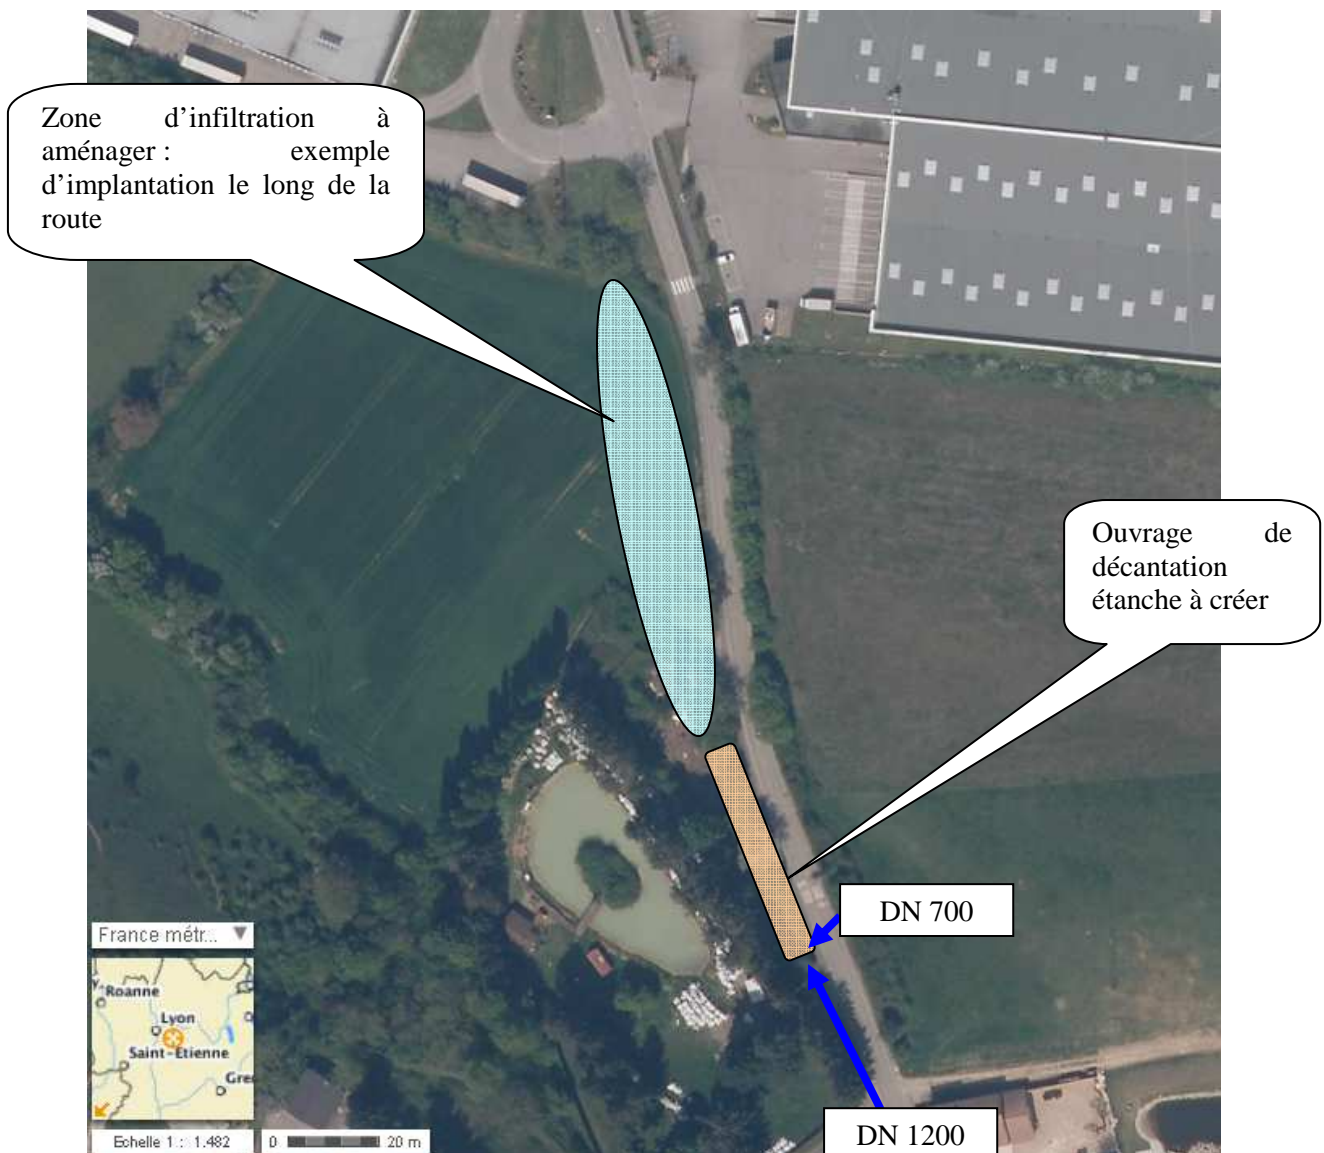 Zone d'infiltration à
aménager : exemple
d'implantation le long de la
route
Ouvrage de
décantation
étanche à créer
DN 700
DN 1200
France métr...
Roanne
Lyon
Saint-Etienne
Gre
Echelle 1 : 1.482
0 20 m